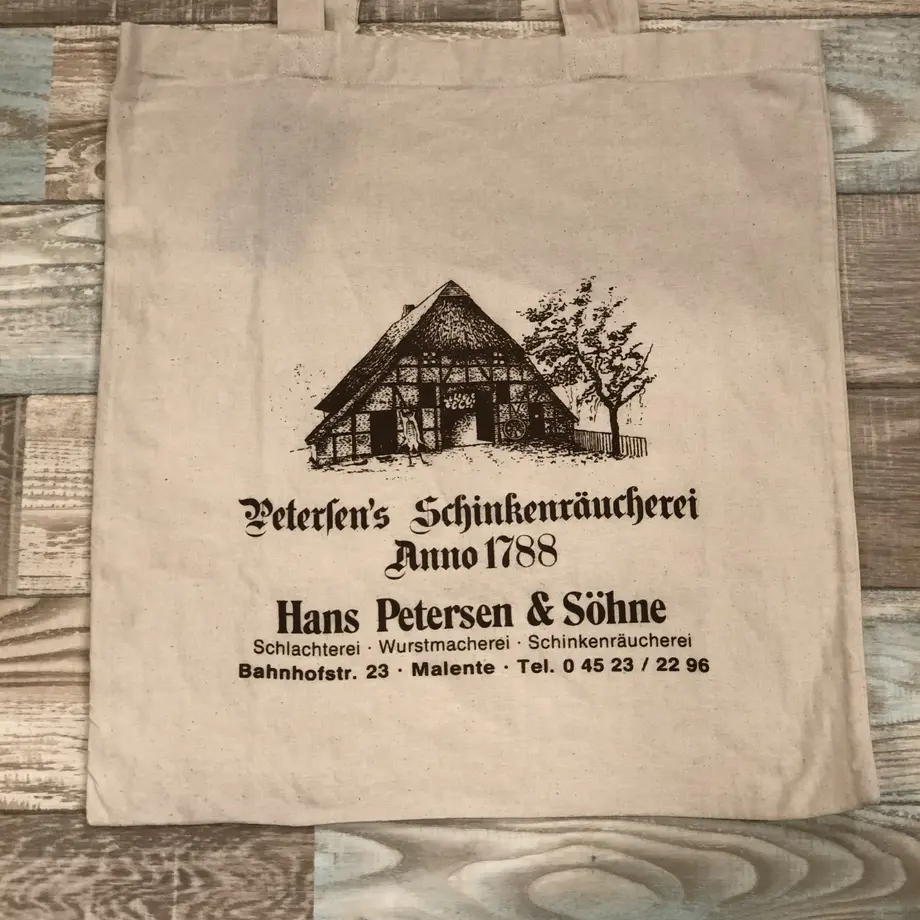 Peterſen's Schinkenräucherei
Anno 1788
Hans Petersen & Söhne
Schlachterei · Wurstmacherei · Schinkenräucherei
Bahnhofstr. 23 · Malente · Tel. 0 45 23 / 22 96